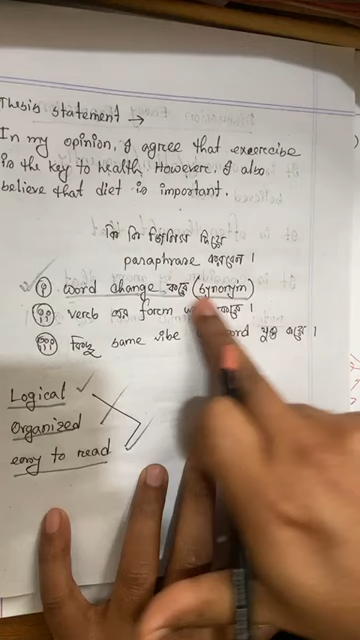 Thesis statement →
In my opinion, I agree that exercise
is the key to health. However, I also
believe that diet is important.
কি কি জিনিস দিয়ে
paraphrase করবেন ।
(i) word change করে (synonym)
(ii) verb এর form
(iii) কিছু same vibe word যুক্ত করে ।
Logical
Organized
easy to read